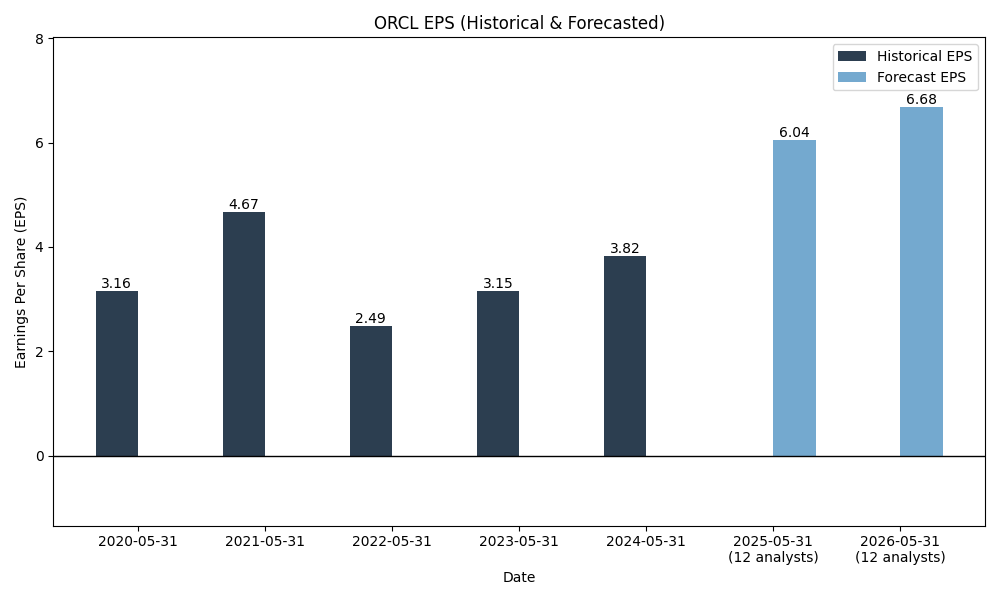 ORCL EPS (Historical & Forecasted)
Historical EPS
Forecast EPS
Earnings Per Share (EPS)
8
6
4
2
0
3.16
4.67
2.49
3.15
3.82
6.04
6.68
2020-05-31
2021-05-31
2022-05-31
2023-05-31
2024-05-31
2025-05-31
(12 analysts)
2026-05-31
(12 analysts)
Date